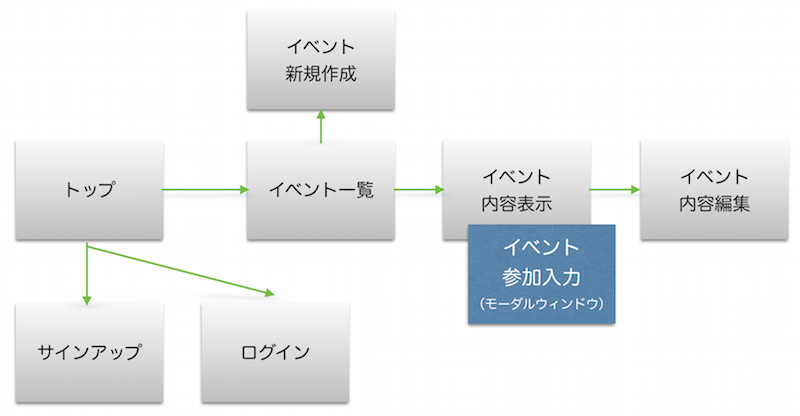 イベント
新規作成
トップ
イベント一覧
イベント
内容表示
イベント
内容編集
イベント
参加入力
（モーダルウィンドウ）
サインアップ
ログイン